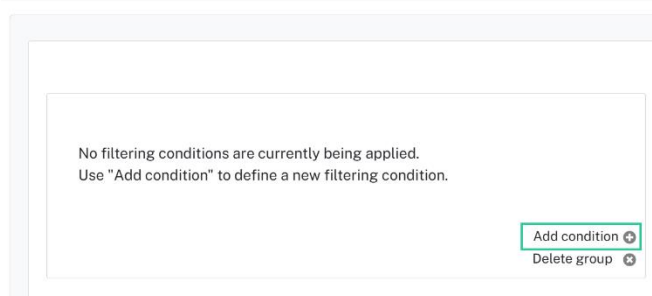 No filtering conditions are currently being applied.
Use "Add condition" to define a new filtering condition.
Add condition
Delete group